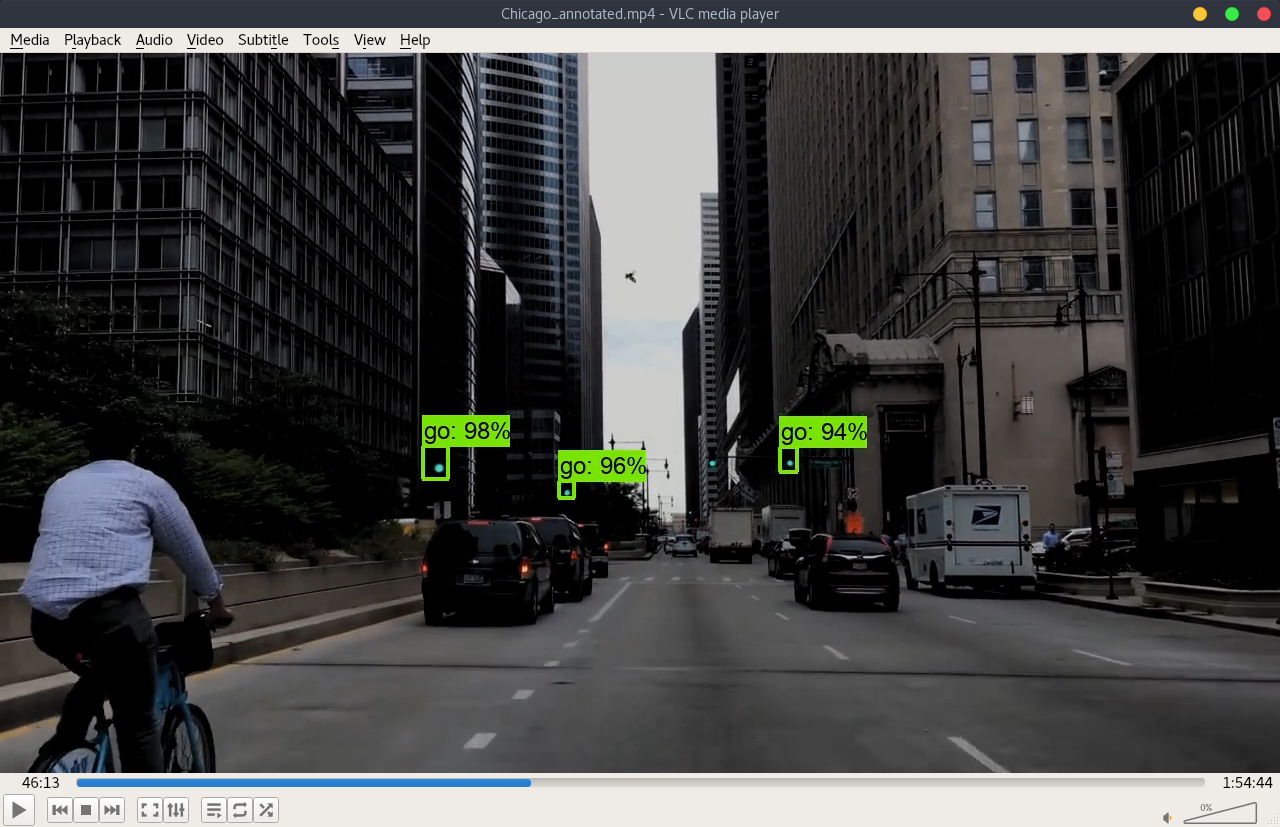 Chicago_annotated.mp4 - VLC media player
Media Playback Audio Video Subtitle Tools View Help
go: 98%
go: 96%
go: 94%
46:13
1:54:44
0%